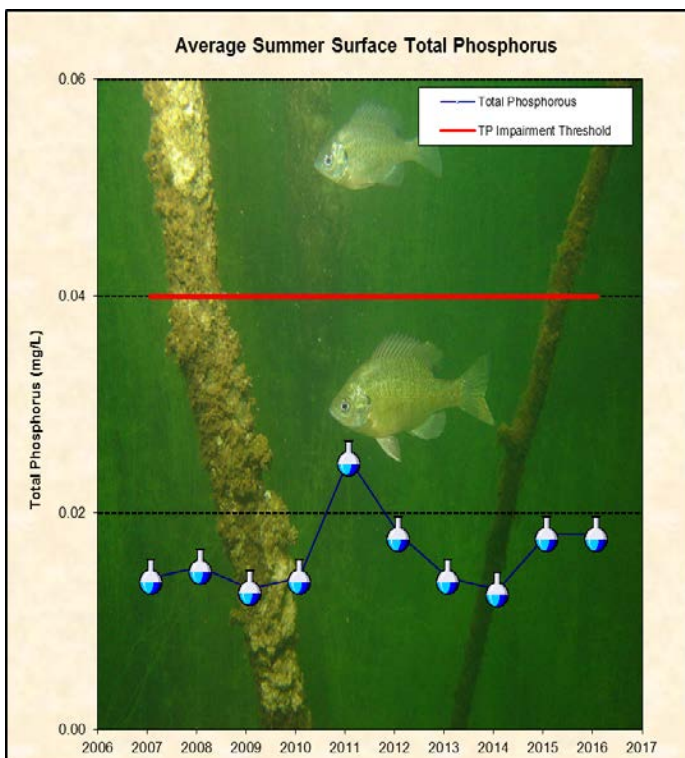 Average Summer Surface Total Phosphorus
0.06
Total Phosphorous
TP Impairment Threshold
0.04
Total Phosphorus (mg/L)
0.02
0.00
2006 2007 2008 2009 2010 2011 2012 2013 2014 2015 2016 2017